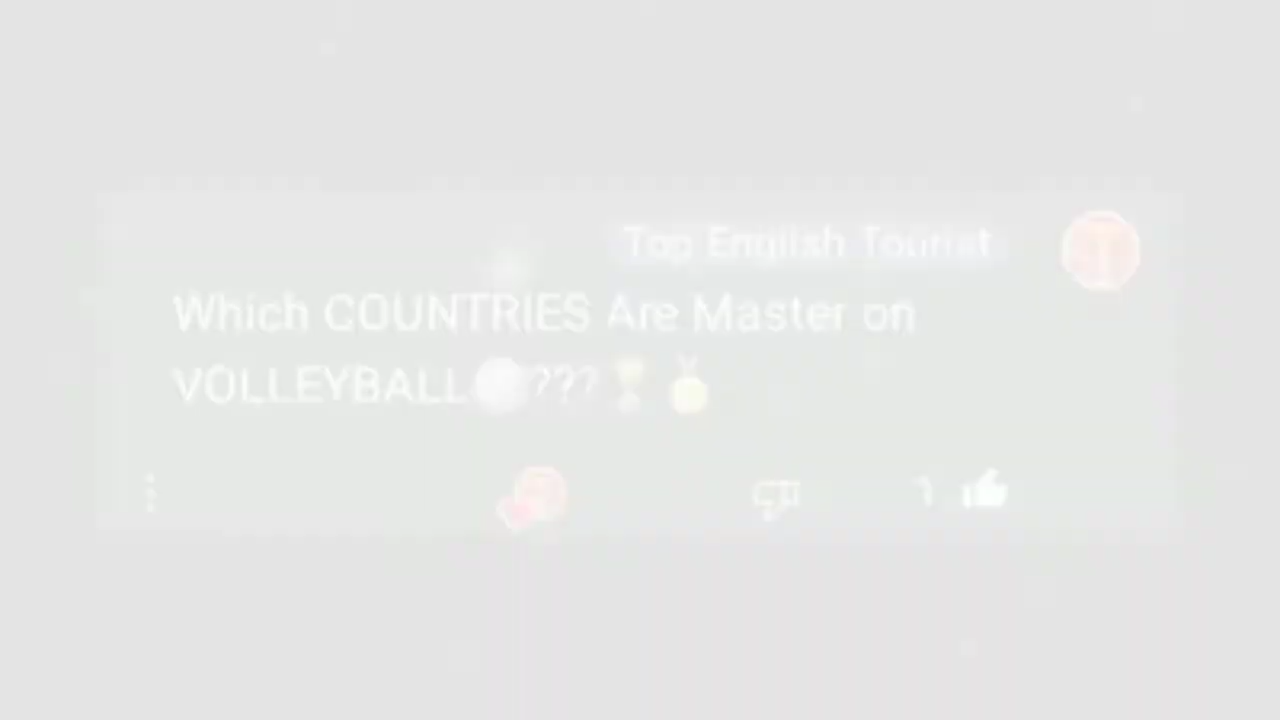 Top English Tourist
Which COUNTRIES Are Master on
VOLLEYBALL🏐???🏆🏅